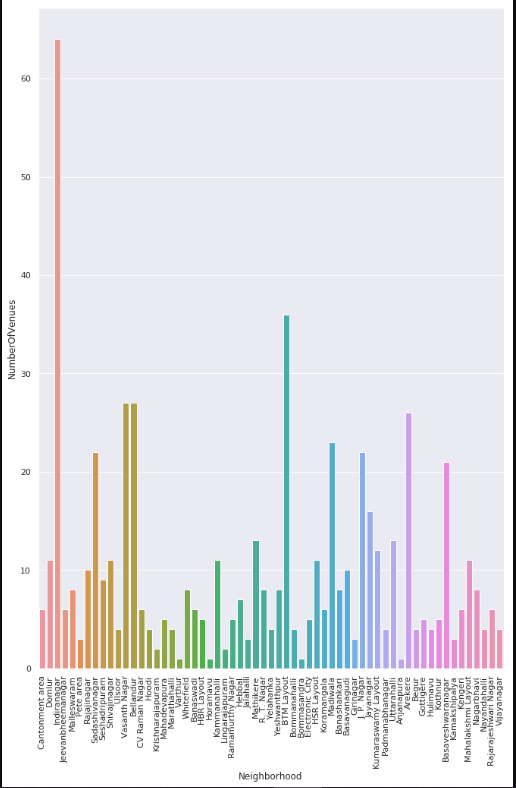 60
50
40
30
20
10
0
NumberOfVenues
Cantonment area
Domlur
Indiranagar
Jeevanbheemanagar
Malleswaram
Pete area
Rajajinagar
Sadashivanagar
Seshadripuram
Shivajinagar
Ulsoor
Vasanth Nagar
Bellandur
CV Raman Nagar
Hoodi
Krishnarajapuram
Mahadevapura
Marathahalli
Varthur
Whitefield
Banaswadi
HBR Layout
Horamavu
Kammanahalli
Lingarajapuram
Ramamurthy Nagar
Hebbal
Jalahalli
Mathikere
R. T. Nagar
Yelahanka
Yeshwanthpur
BTM Layout
Bommanahalli
Bommasandra
Electronic City
HSR Layout
Koramangala
Madiwala
Banashankari
Basavanagudi
Girinagar
J. P. Nagar
Jayanagar
Kumaraswamy Layout
Padmanabhanagar
Uttarahalli
Anjanapura
Arekere
Begur
Gottigere
Hulimavu
Kothnur
Basaveshwaranagar
Kamakshipalya
Kengeri
Mahalakshmi Layout
Nagarbhavi
Nayandahalli
Rajarajeshwari Nagar
Vijayanagar
Neighborhood